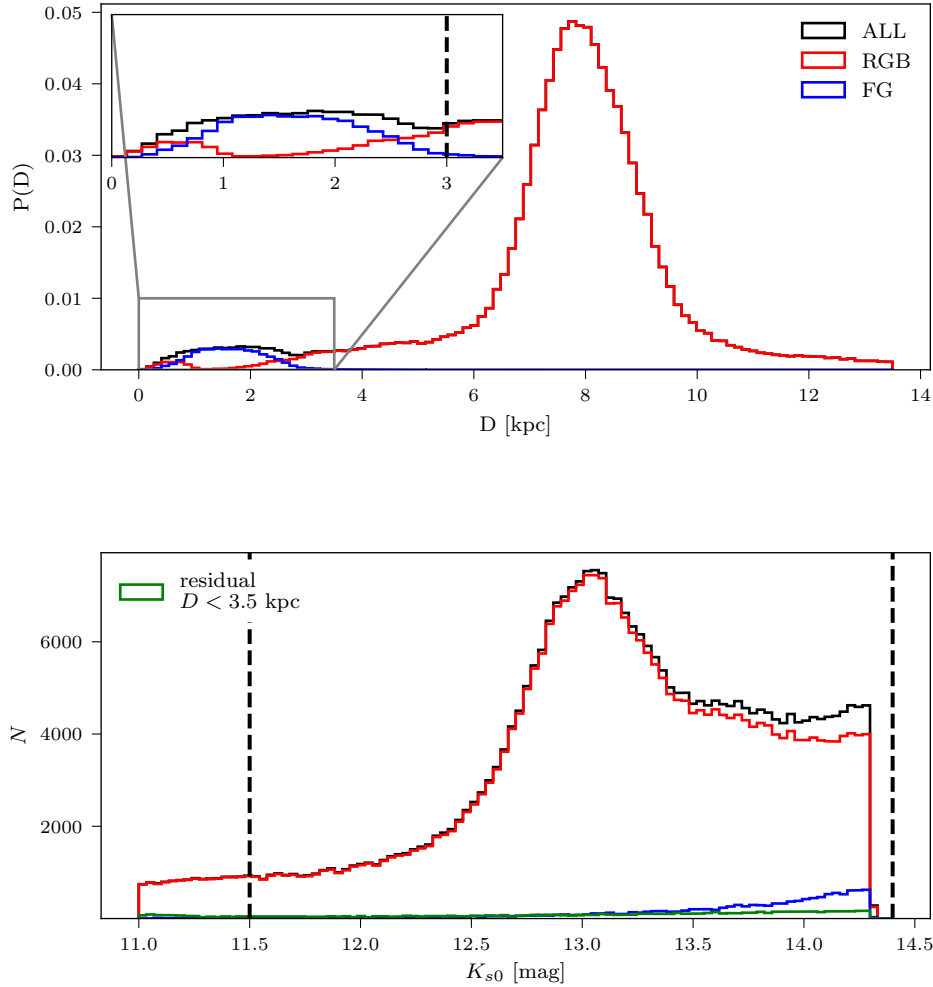 0.05
0.04
0.03
0.02
0.01
0.00
P(D)
0 1 2 3
ALL
RGB
FG
0 2 4 6 8 10 12 14
D [kpc]
residual
D < 3.5 kpc
6000
4000
2000
N
11.0 11.5 12.0 12.5 13.0 13.5 14.0 14.5
K_{s0} [mag]